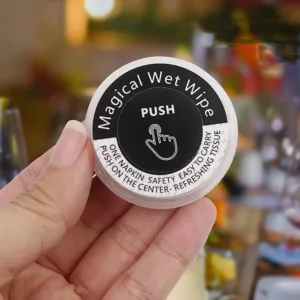 Magical Wet Wipe
PUSH
ONE NAPKIN SAFETY EASY TO CARRY
PUSH ON THE CENTER- REFRESHING TISSUE